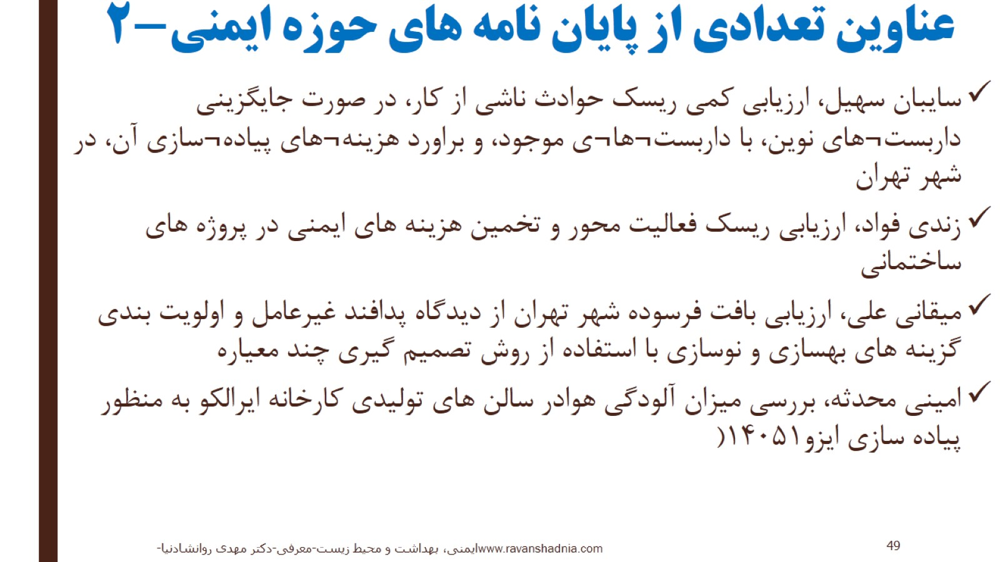 عناوین تعدادی از پایان نامه های حوزه ایمنی–۲
✓ سایبان سهیل، ارزیابی کمی ریسک حوادث ناشی از کار، در صورت جایگزینی
داربست¬های نوین، با داربست¬ها¬ی موجود، و براورد هزینه¬های پیاده¬سازی آن، در
شهر تهران
✓ زندی فواد، ارزیابی ریسک فعالیت محور و تخمین هزینه های ایمنی در پروژه های
ساختمانی
✓ میقانی علی، ارزیابی بافت فرسوده شهر تهران از دیدگاه پدافند غیرعامل و اولویت بندی
گزینه های بهسازی و نوسازی با استفاده از روش تصمیم گیری چند معیاره
✓ امینی محدثه، بررسی میزان آلودگی هوادر سالن های تولیدی کارخانه ایرالکو به منظور
پیاده سازی ایزو۱۴۰۵۱(
49
www.ravanshadnia.comایمنی، بهداشت و محیط زیست-معرفی-دکتر مهدی روانشادنیا-